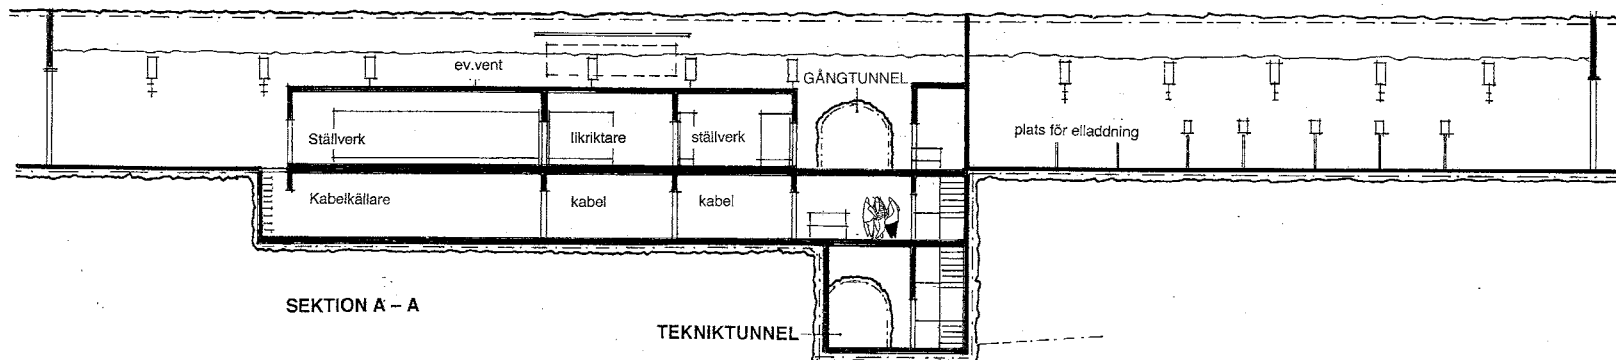 ev.vent
GÅNGTUNNEL
Ställverk
likriktare
ställverk
plats för elladdning
Kabelkällare
kabel
kabel
SEKTION A – A
TEKNIKTUNNEL